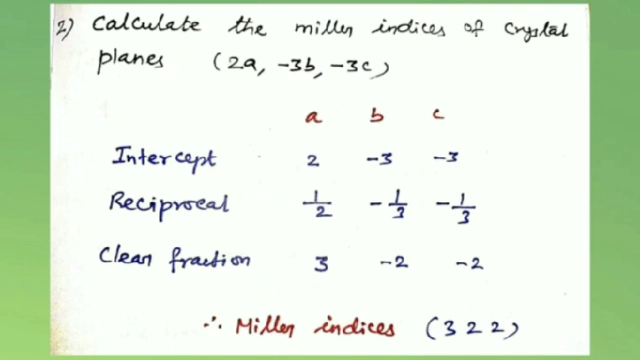 2) Calculate the miller indices of crystal
planes (2a, -3b, -3c)
a b c
Intercept 2 -3 -3
Reciprocal 1/2 -1/3 -1/3
Clean fraction 3 -2 -2
∴ Miller indices (3 2 2)